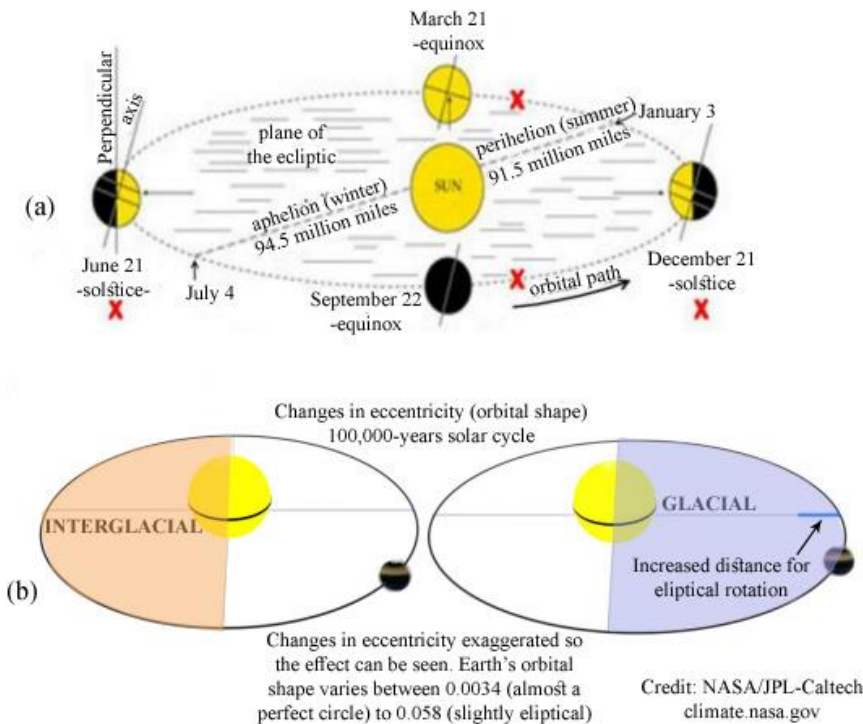 March 21
-equinox
January 3
Perpendicular
axis
plane of
the ecliptic
perihelion (summer)
91.5 million miles
SUN
(a)
aphelion (winter)
94.5 million miles
June 21
-solstice-
July 4
September 22
-equinox
orbital path
December 21
-solstice
X
X
X
X
Changes in eccentricity (orbital shape)
100,000-years solar cycle
INTERGLACIAL
GLACIAL
Increased distance for
eliptical rotation
(b)
Changes in eccentricity exaggerated so
the effect can be seen. Earth's orbital
shape varies between 0.0034 (almost a
perfect circle) to 0.058 (slightly elliptical)
Credit: NASA/JPL-Caltech
climate.nasa.gov